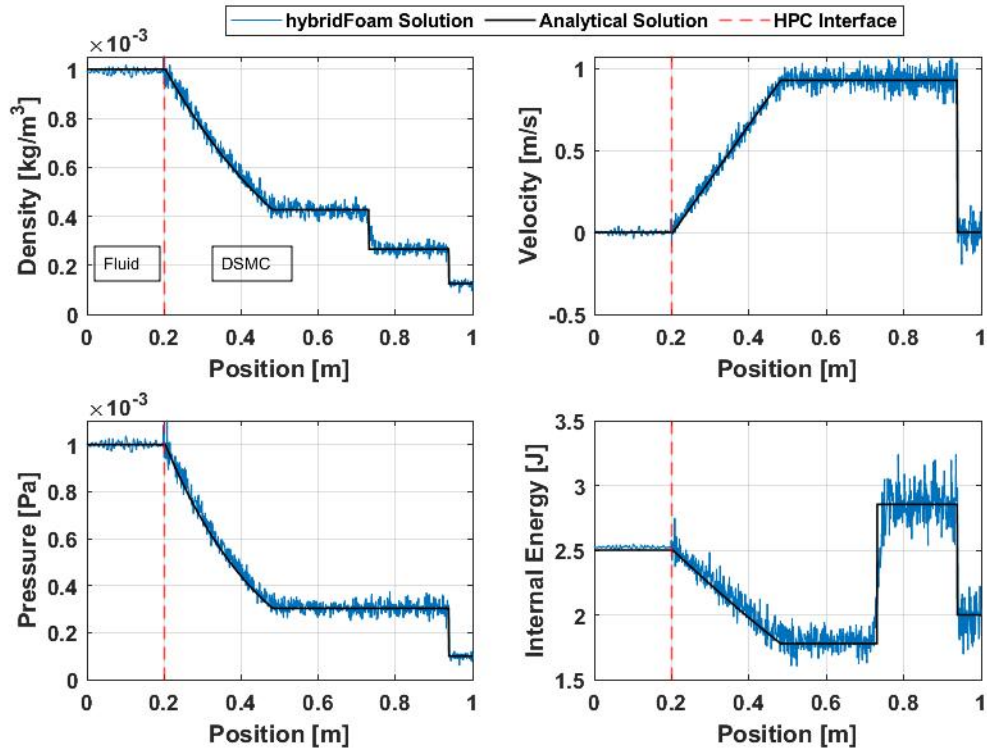 hybridFoam Solution Analytical Solution HPC Interface
×10⁻³
1
0.8
0.6
0.4
0.2
0
Density [kg/m³]
Fluid
DSMC
0 0.2 0.4 0.6 0.8 1
Position [m]
1
0.5
0
-0.5
Velocity [m/s]
0 0.2 0.4 0.6 0.8 1
Position [m]
×10⁻³
1
0.8
0.6
0.4
0.2
0
Pressure [Pa]
0 0.2 0.4 0.6 0.8 1
Position [m]
3.5
3
2.5
2
1.5
Internal Energy [J]
0 0.2 0.4 0.6 0.8 1
Position [m]